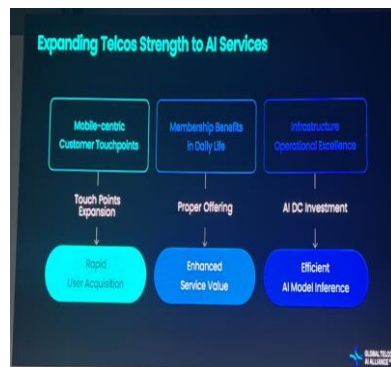 Expanding Telcos Strength to AI Services
Mobile-centric
Customer Touchpoints
Membership Benefits
in Daily Life
Infrastructure
Operational Excellence
Touch Points
Expansion
Proper Offering
AI DC Investment
Rapid
User Acquisition
Enhanced
Service Value
Efficient
AI Model Inference
GLOBAL TELCO
AI ALLIANCE